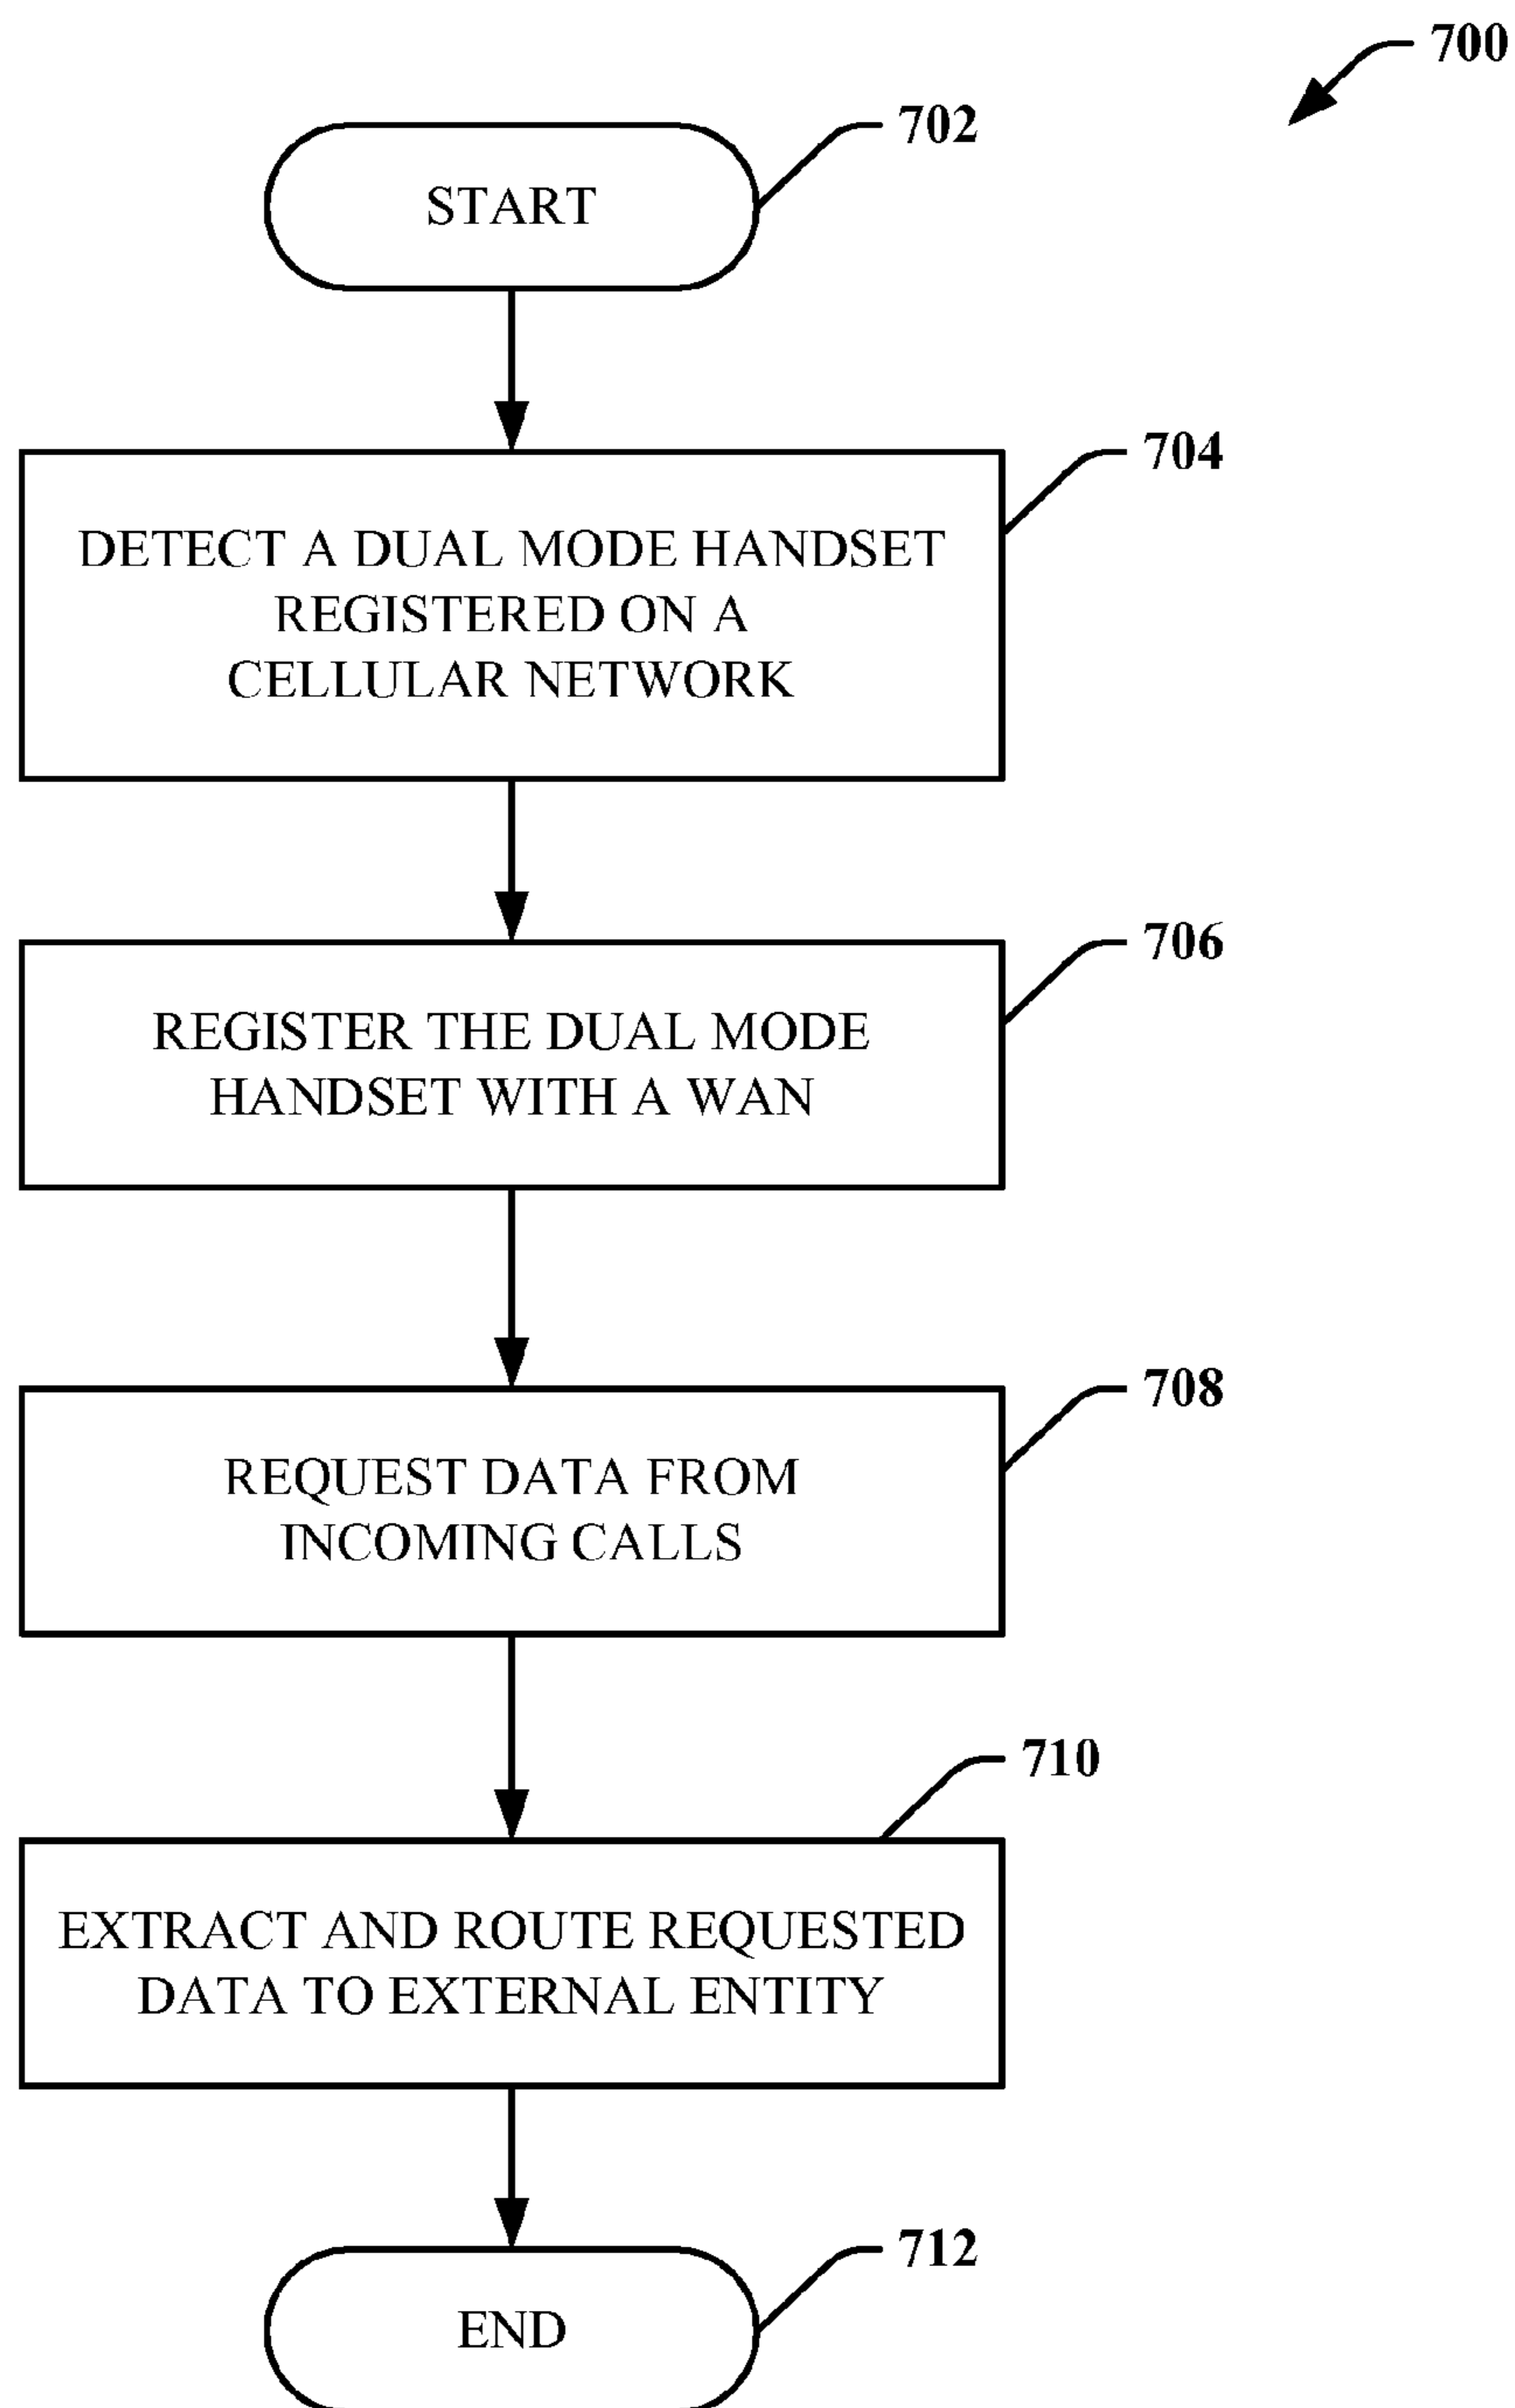 700
702
START
704
DETECT A DUAL MODE HANDSET
REGISTERED ON A
CELLULAR NETWORK
706
REGISTER THE DUAL MODE
HANDSET WITH A WAN
708
REQUEST DATA FROM
INCOMING CALLS
710
EXTRACT AND ROUTE REQUESTED
DATA TO EXTERNAL ENTITY
712
END